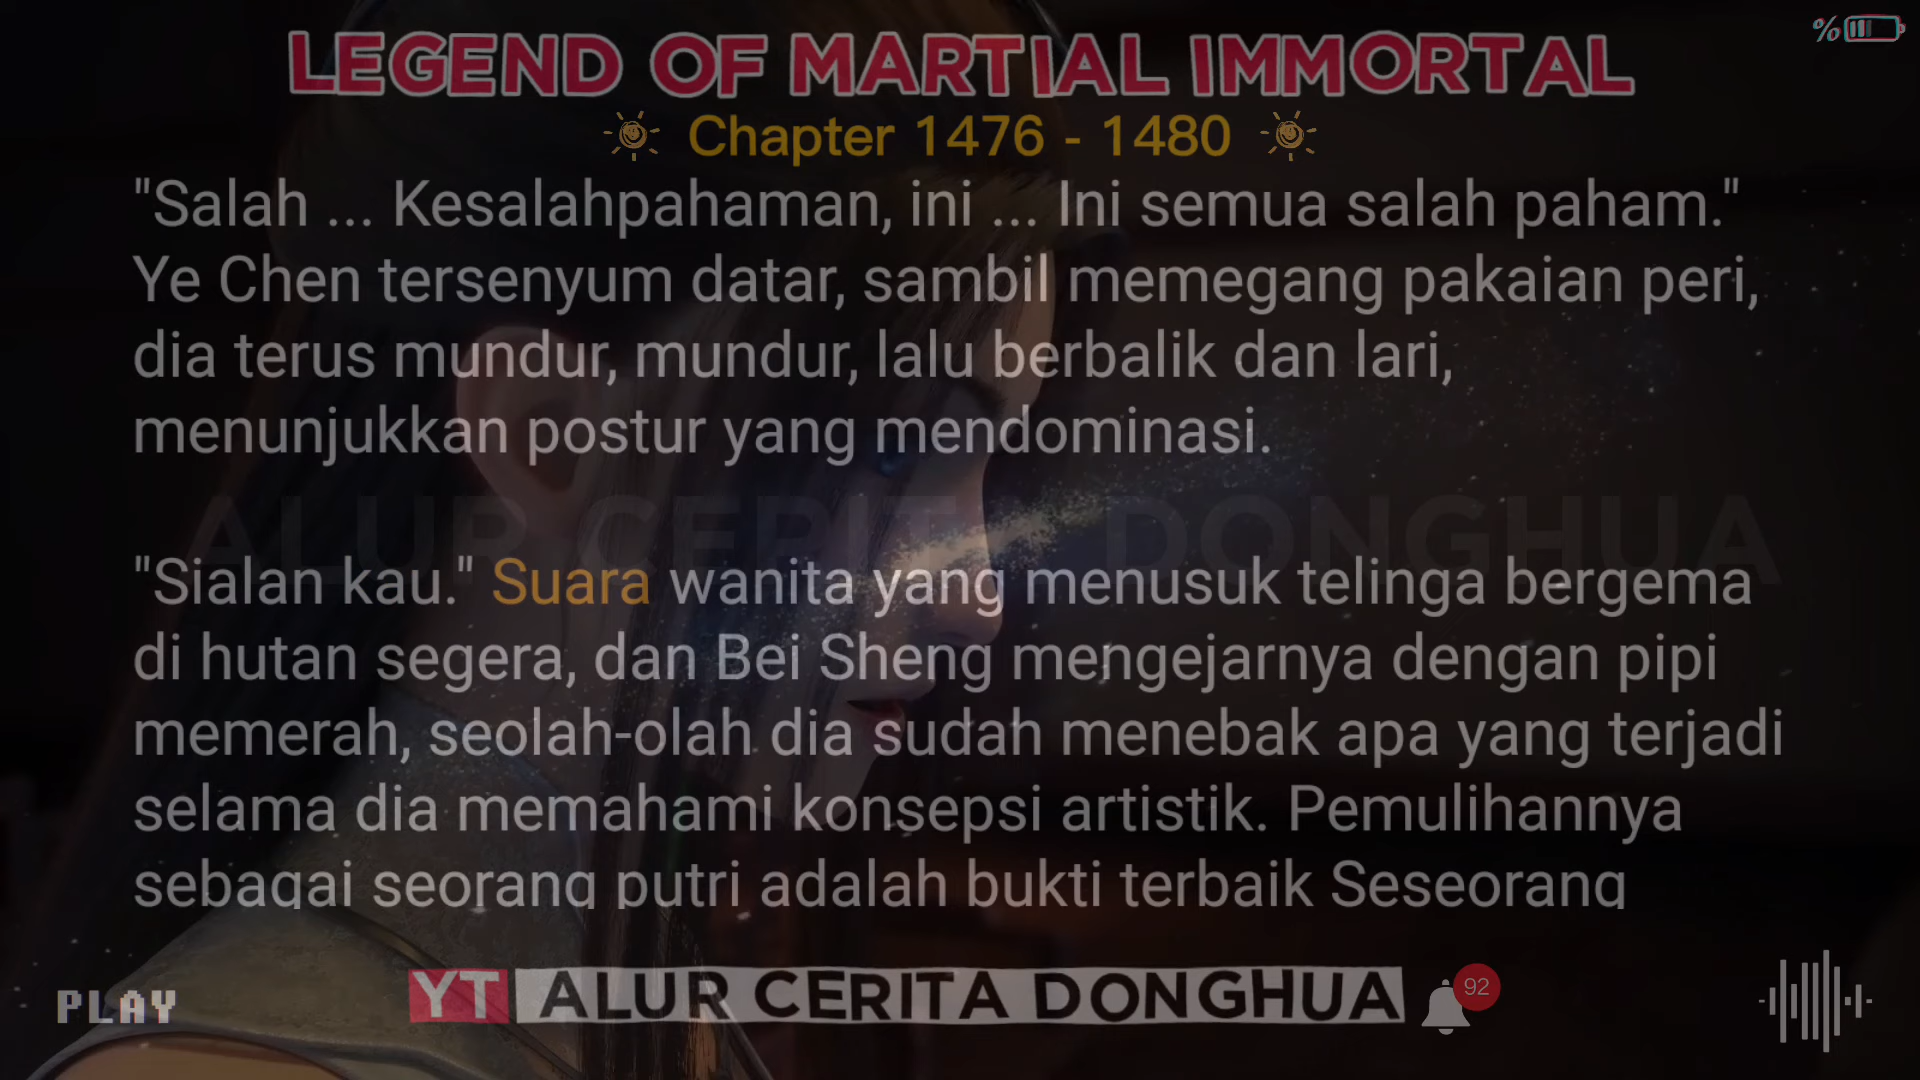 %
LEGEND OF MARTIAL IMMORTAL
Chapter 1476 - 1480
"Salah ... Kesalahpahaman, ini ... Ini semua salah paham."
Ye Chen tersenyum datar, sambil memegang pakaian peri,
dia terus mundur, mundur, lalu berbalik dan lari,
menunjukkan postur yang mendominasi.
ALUR CERITA DONGHUA
"Sialan kau." Suara wanita yang menusuk telinga bergema
di hutan segera, dan Bei Sheng mengejarnya dengan pipi
memerah, seolah-olah dia sudah menebak apa yang terjadi
selama dia memahami konsepsi artistik. Pemulihannya
sebagai seorang putri adalah bukti terbaik Seseorang
PLAY
YT ALUR CERITA DONGHUA
92